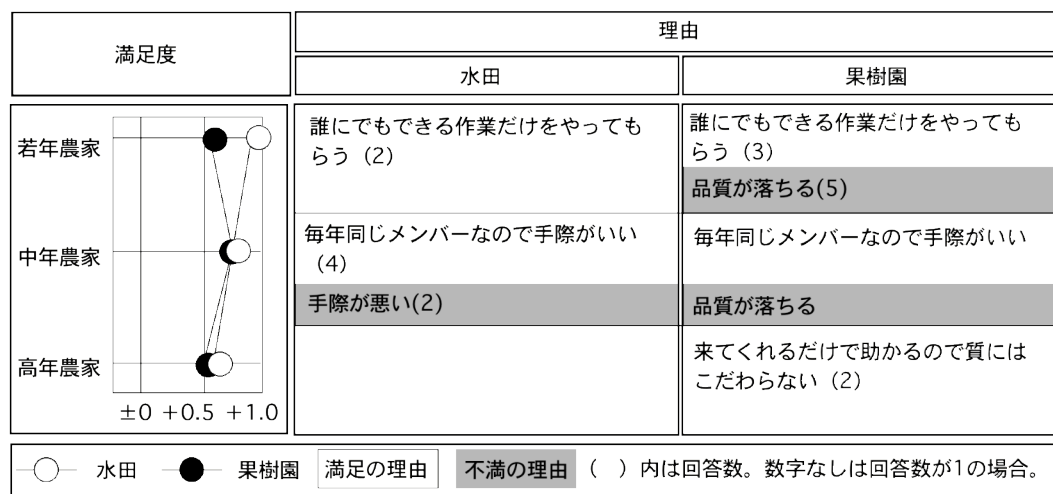 満足度
理由
水田
果樹園
若年農家
誰にでもできる作業だけをやっても
らう（2）
誰にでもできる作業だけをやっても
らう（3）
品質が落ちる(5)
中年農家
毎年同じメンバーなので手際がいい
（4）
手際が悪い(2)
毎年同じメンバーなので手際がいい
品質が落ちる
高年農家
来てくれるだけで助かるので質には
こだわらない（2）
±0 +0.5 +1.0
水田 果樹園 満足の理由 不満の理由 （ ）内は回答数。数字なしは回答数が1の場合。